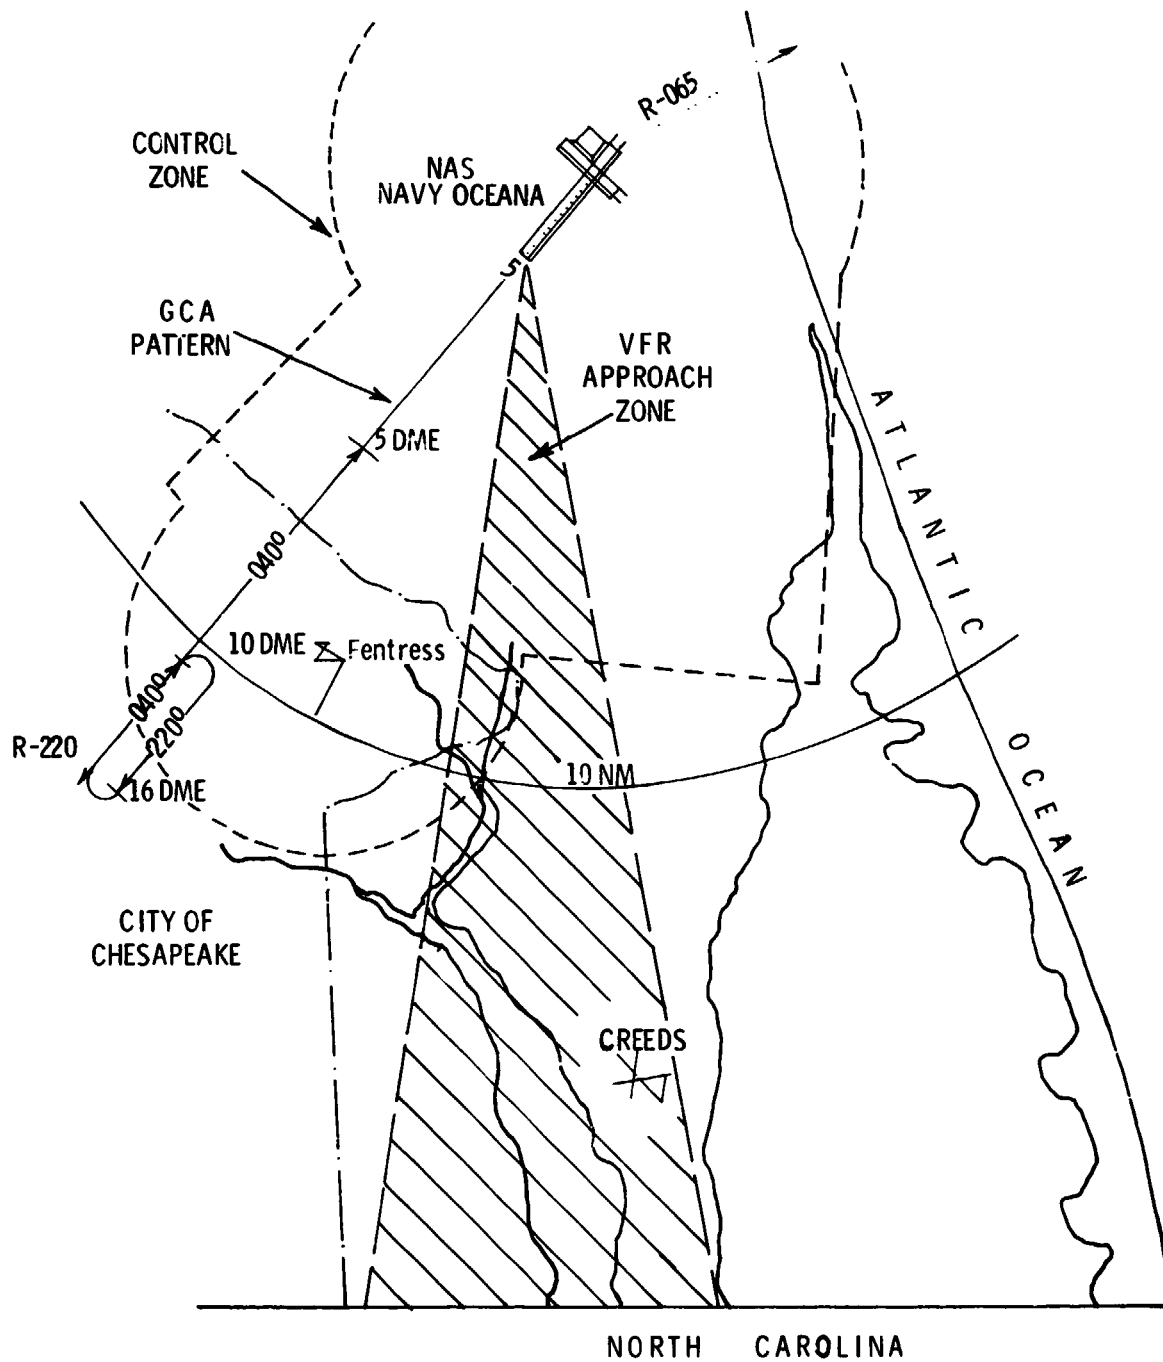 R-065
CONTROL
ZONE
NAS
NAVY OCEANA
5
GCA
PATTERN
VFR
APPROACH
ZONE
5 DME
ATLANTIC
OCEAN
040°
10 DME
Fentress
040°
220°
R-220
16 DME
10 NM
CITY OF
CHESAPEAKE
CREEDS
NORTH CAROLINA